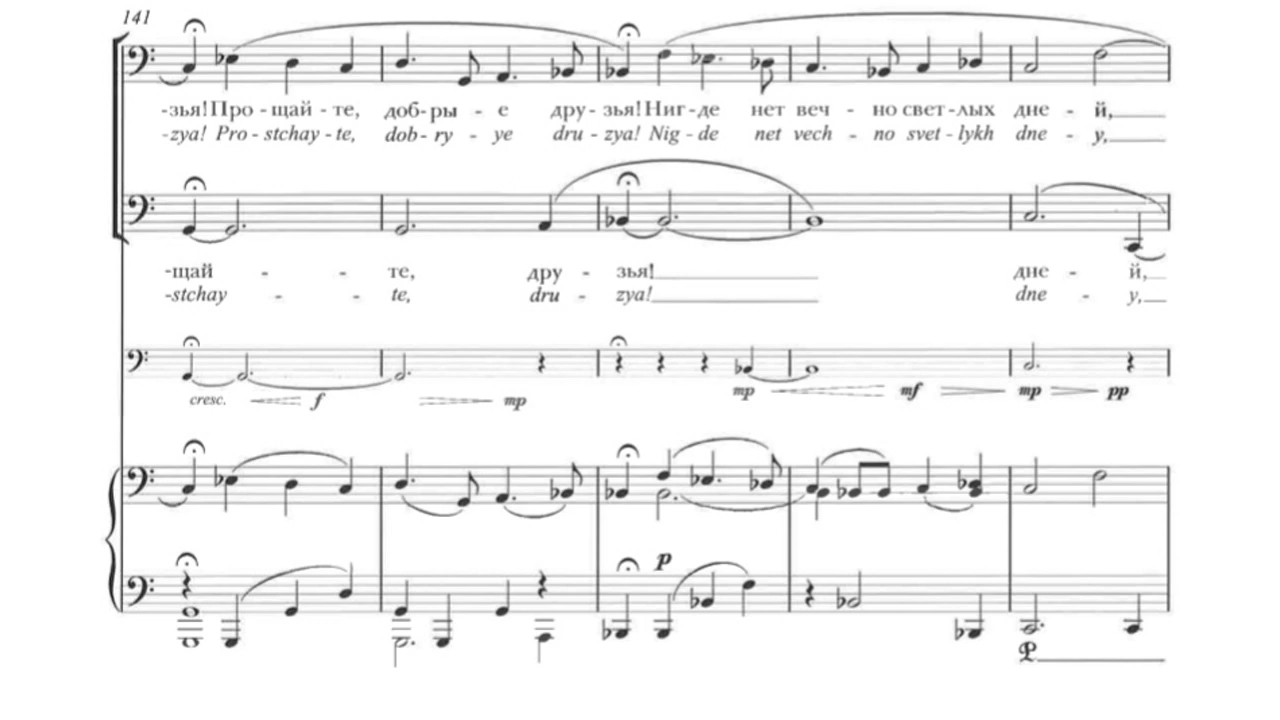 141
-зья! Про - щай - те, доб - ры - е дру - зья! Ниг - де нет веч - но свет - лых дне - й,
-zya! Pro - stchay - te, dob - ry - ye dru - zya! Nig - de net vech - no svet - lykh dne - y,
-щай - - те, дру - зья! дне - й,
-stchay - - te, dru - zya! dne - y,
cresc. f mp mp mf mp pp
p